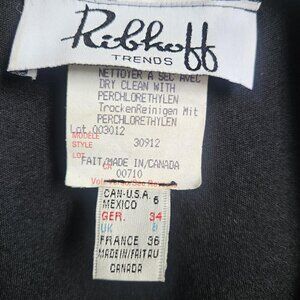 Ribkoff
TRENDS
NETTOYER A SEC AVEC
DRY CLEAN WITH
PERCHLORETHYLEN
TrockenReinigen Mit
PERCHLORETHYLEN
Lot. 003012
MODELE
STYLE 30912
LOT
FAIT/MADE IN/CANADA
00710
CAN-U.S.A. 6
MEXICO
GER. 34
UK 8
FRANCE 36
MADE IN/FAIT AU
CANADA